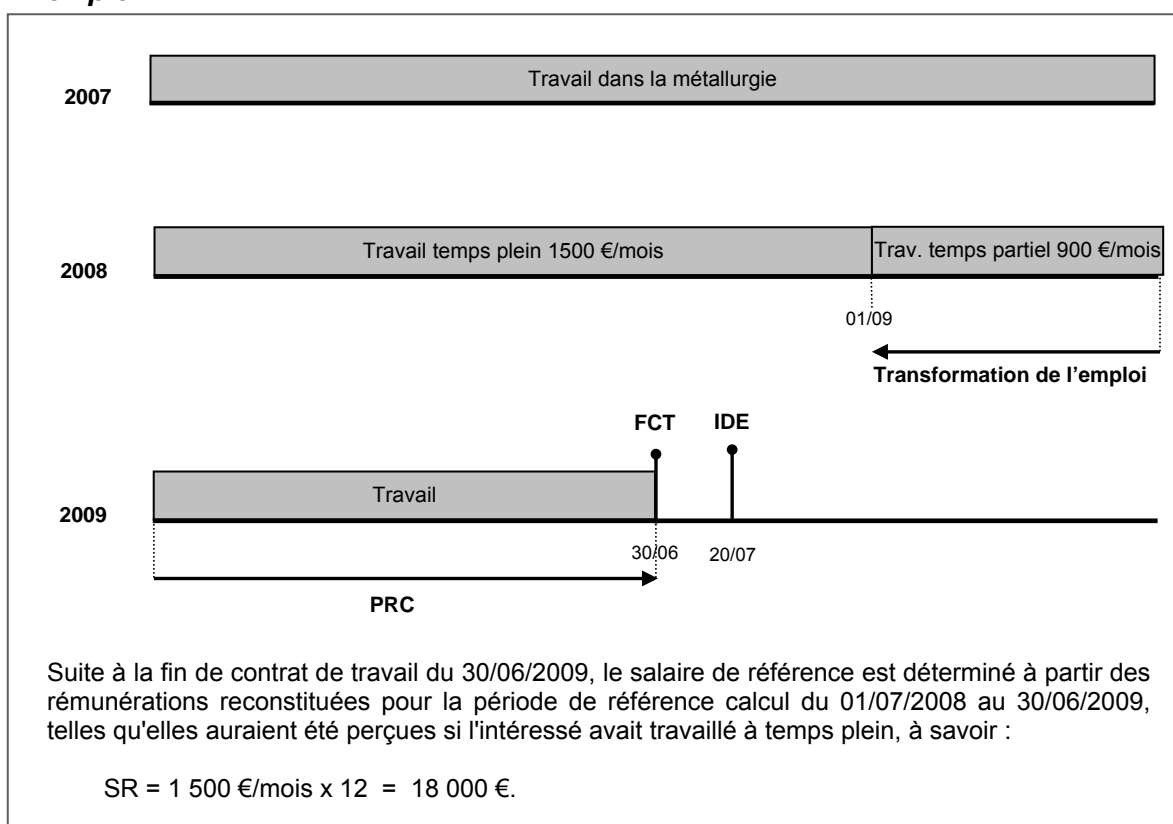 2007
Travail dans la métallurgie
2008
Travail temps plein 1500 €/mois
Trav. temps partiel 900 €/mois
01/09
Transformation de l’emploi
FCT
IDE
2009
Travail
30/06
20/07
PRC
Suite à la fin de contrat de travail du 30/06/2009, le salaire de référence est déterminé à partir des
rémunérations reconstituées pour la période de référence calcul du 01/07/2008 au 30/06/2009,
telles qu'elles auraient été perçues si l'intéressé avait travaillé à temps plein, à savoir :
SR = 1 500 €/mois x 12 = 18 000 €.